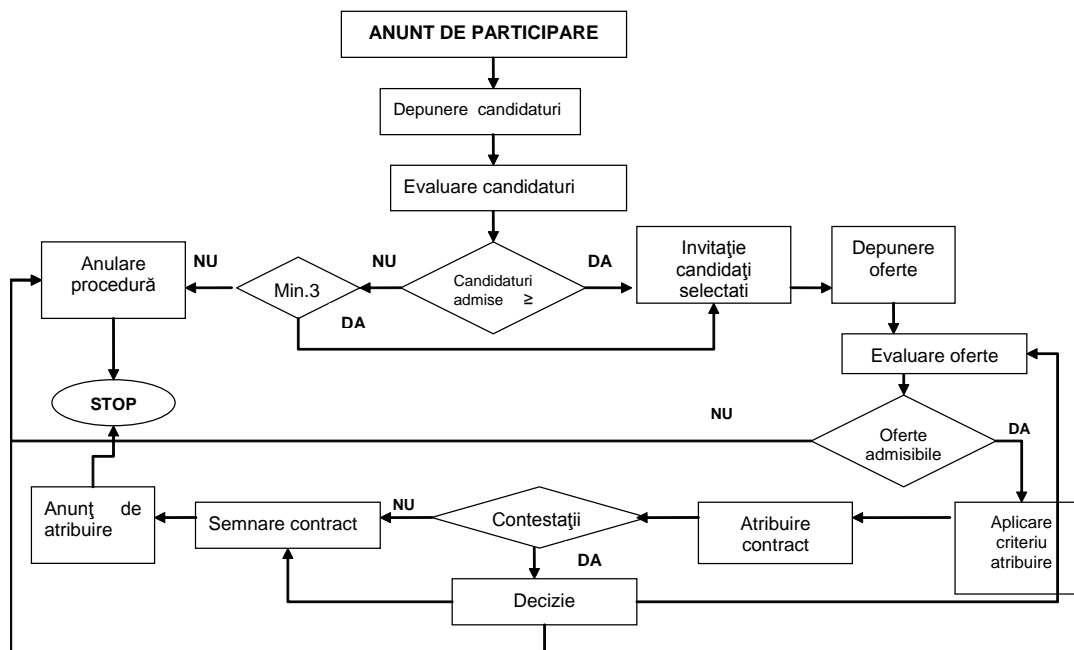 ANUNT DE PARTICIPARE
Depunere candidaturi
Evaluare candidaturi
Anulare
procedură
NU
Min.3
NU
Candidaturi
admise ≥
DA
Invitaţie
candidaţi
selectati
Depunere
oferte
DA
Evaluare oferte
STOP
NU
Oferte
admisibile
DA
Anunţ de
atribuire
Semnare contract
NU
Contestaţii
Atribuire
contract
Aplicare
criteriu
atribuire
DA
Decizie